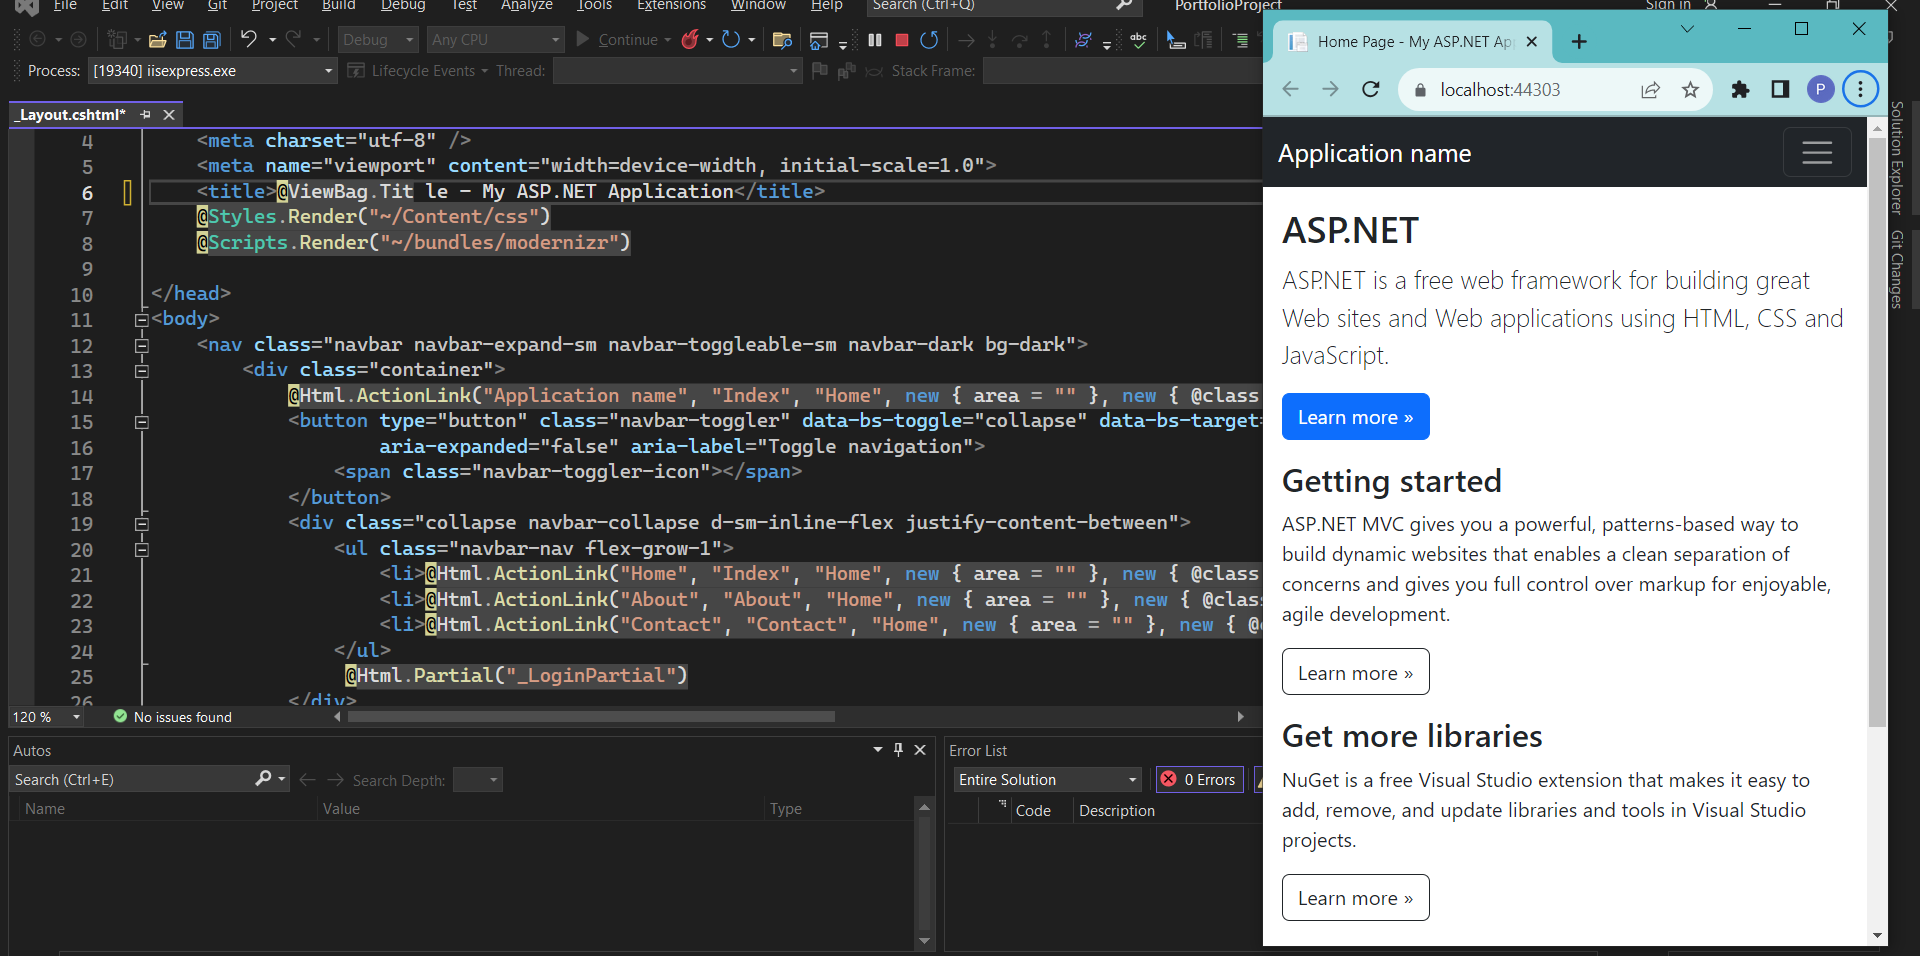 File Edit View Git Project Build Debug Test Analyze Tools Extensions Window Help Search (Ctrl+Q) PortfolioProject Sign in
Debug Any CPU Continue
Process: [19340] iisexpress.exe Lifecycle Events Thread: Stack Frame:
_Layout.cshtml*
4 <meta charset="utf-8" />
5 <meta name="viewport" content="width=device-width, initial-scale=1.0">
6 <title>@ViewBag.Tit le - My ASP.NET Application</title>
7 @Styles.Render("~/Content/css")
8 @Scripts.Render("~/bundles/modernizr")
9
10 </head>
11 <body>
12 <nav class="navbar navbar-expand-sm navbar-toggleable-sm navbar-dark bg-dark">
13 <div class="container">
14 @Html.ActionLink("Application name", "Index", "Home", new { area = "" }, new { @class
15 <button type="button" class="navbar-toggler" data-bs-toggle="collapse" data-bs-target=
16 aria-expanded="false" aria-label="Toggle navigation">
17 <span class="navbar-toggler-icon"></span>
18 </button>
19 <div class="collapse navbar-collapse d-sm-inline-flex justify-content-between">
20 <ul class="navbar-nav flex-grow-1">
21 <li>@Html.ActionLink("Home", "Index", "Home", new { area = "" }, new { @class
22 <li>@Html.ActionLink("About", "About", "Home", new { area = "" }, new { @clas
23 <li>@Html.ActionLink("Contact", "Contact", "Home", new { area = "" }, new { @
24 </ul>
25 @Html.Partial("_LoginPartial")
26 </div>
120 % No issues found
Autos
Search (Ctrl+E) Search Depth:
Name Value Type
Error List
Entire Solution 0 Errors
Code Description
Home Page - My ASP.NET Ap
localhost:44303 P
Application name
ASP.NET
ASP.NET is a free web framework for building great
Web sites and Web applications using HTML, CSS and
JavaScript.
Learn more »
Getting started
ASP.NET MVC gives you a powerful, patterns-based way to
build dynamic websites that enables a clean separation of
concerns and gives you full control over markup for enjoyable,
agile development.
Learn more »
Get more libraries
NuGet is a free Visual Studio extension that makes it easy to
add, remove, and update libraries and tools in Visual Studio
projects.
Learn more »
Solution Explorer
Git Changes